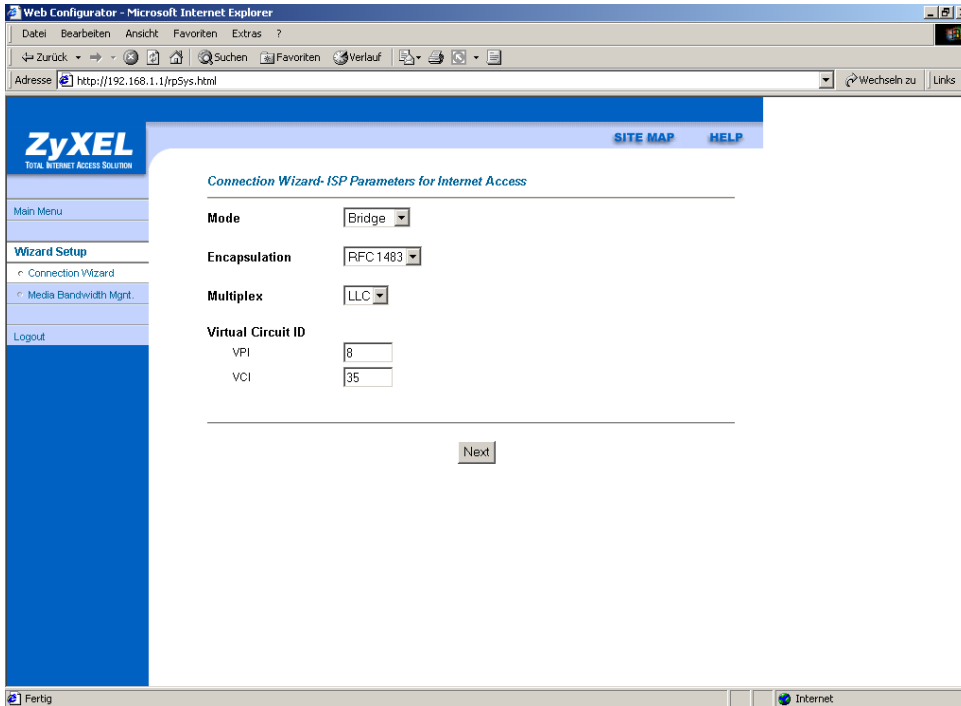 Web Configurator - Microsoft Internet Explorer
Datei Bearbeiten Ansicht Favoriten Extras ?
Zurück Suchen Favoriten Verlauf
Adresse http://192.168.1.1/rpSys.html Wechseln zu Links
ZyXEL
TOTAL INTERNET ACCESS SOLUTION
SITE MAP HELP
Main Menu
Wizard Setup
Connection Wizard
Media Bandwidth Mgnt.
Logout
Connection Wizard- ISP Parameters for Internet Access
Mode Bridge
Encapsulation RFC 1483
Multiplex LLC
Virtual Circuit ID
VPI 8
VCI 35
Next
Fertig Internet